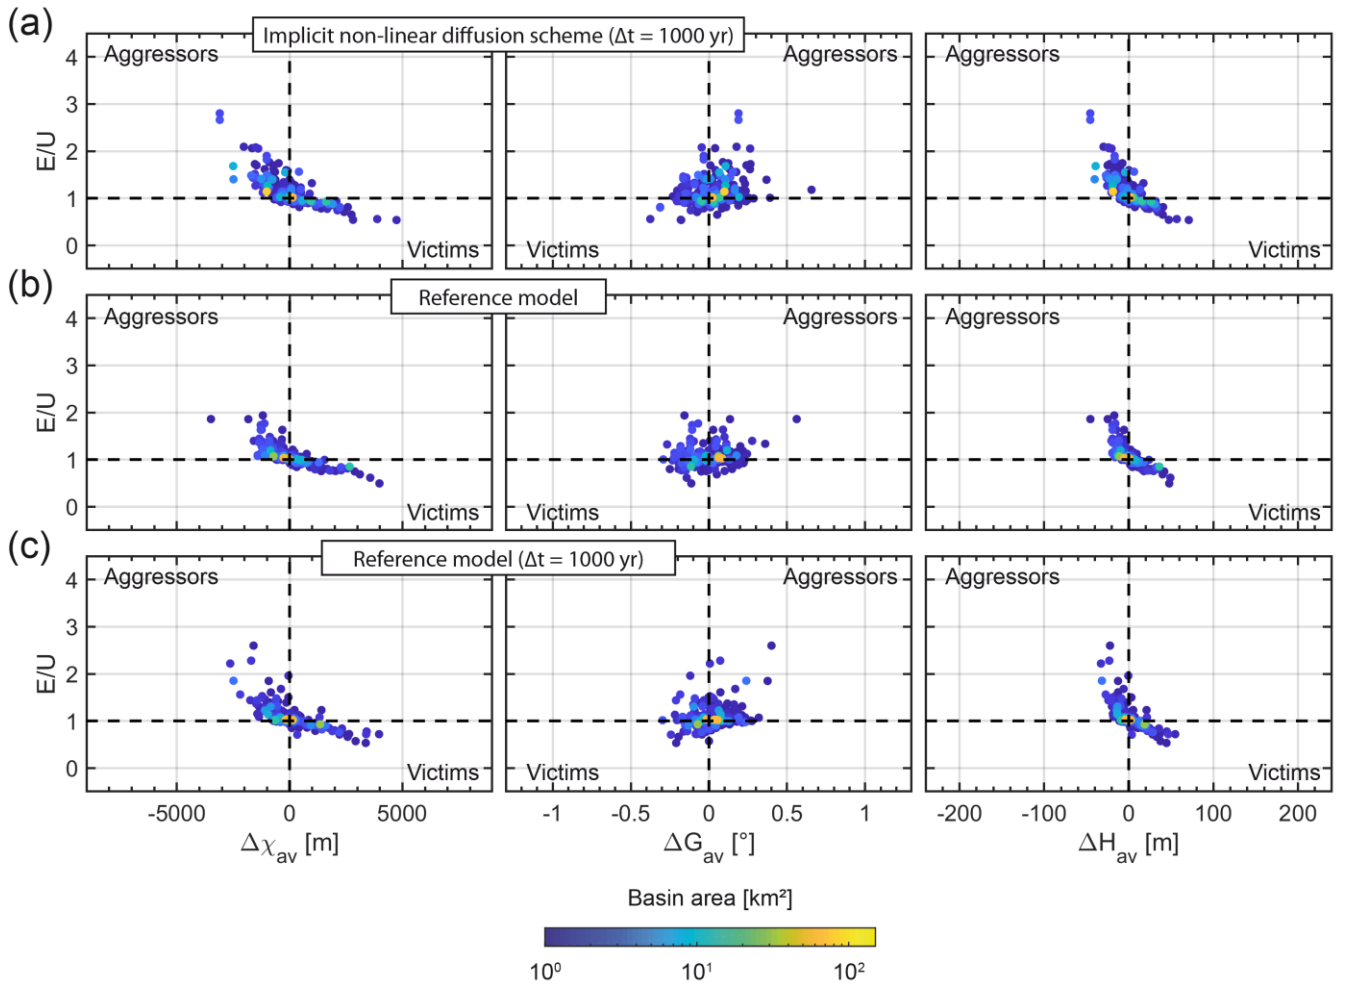 (a)
Implicit non-linear diffusion scheme (Δt = 1000 yr)
Aggressors
Aggressors
Aggressors
4
3
2
1
0
E/U
Victims
Victims
Victims
(b)
Reference model
Aggressors
Aggressors
Aggressors
4
3
2
1
0
E/U
Victims
Victims
Victims
(c)
Reference model (Δt = 1000 yr)
Aggressors
Aggressors
Aggressors
4
3
2
1
0
E/U
Victims
Victims
Victims
-5000 0 5000
-1 -0.5 0 0.5 1
-200 -100 0 100 200
Δχav [m]
ΔGav [°]
ΔHav [m]
Basin area [km²]
10⁰ 10¹ 10²